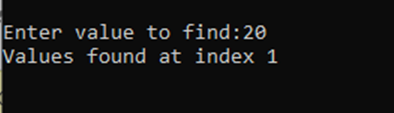 Enter value to find:20
Values found at index 1